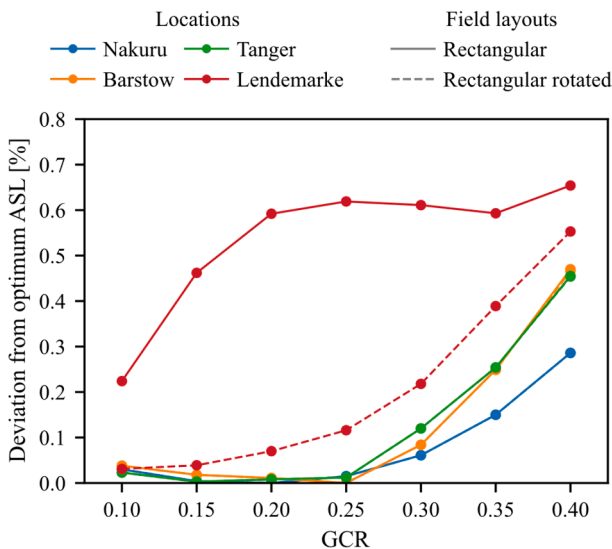 Locations
Field layouts
Nakuru
Tanger
Rectangular
Barstow
Lendemarke
Rectangular rotated
Deviation from optimum ASL [%]
0.8
0.7
0.6
0.5
0.4
0.3
0.2
0.1
0.0
0.10 0.15 0.20 0.25 0.30 0.35 0.40
GCR